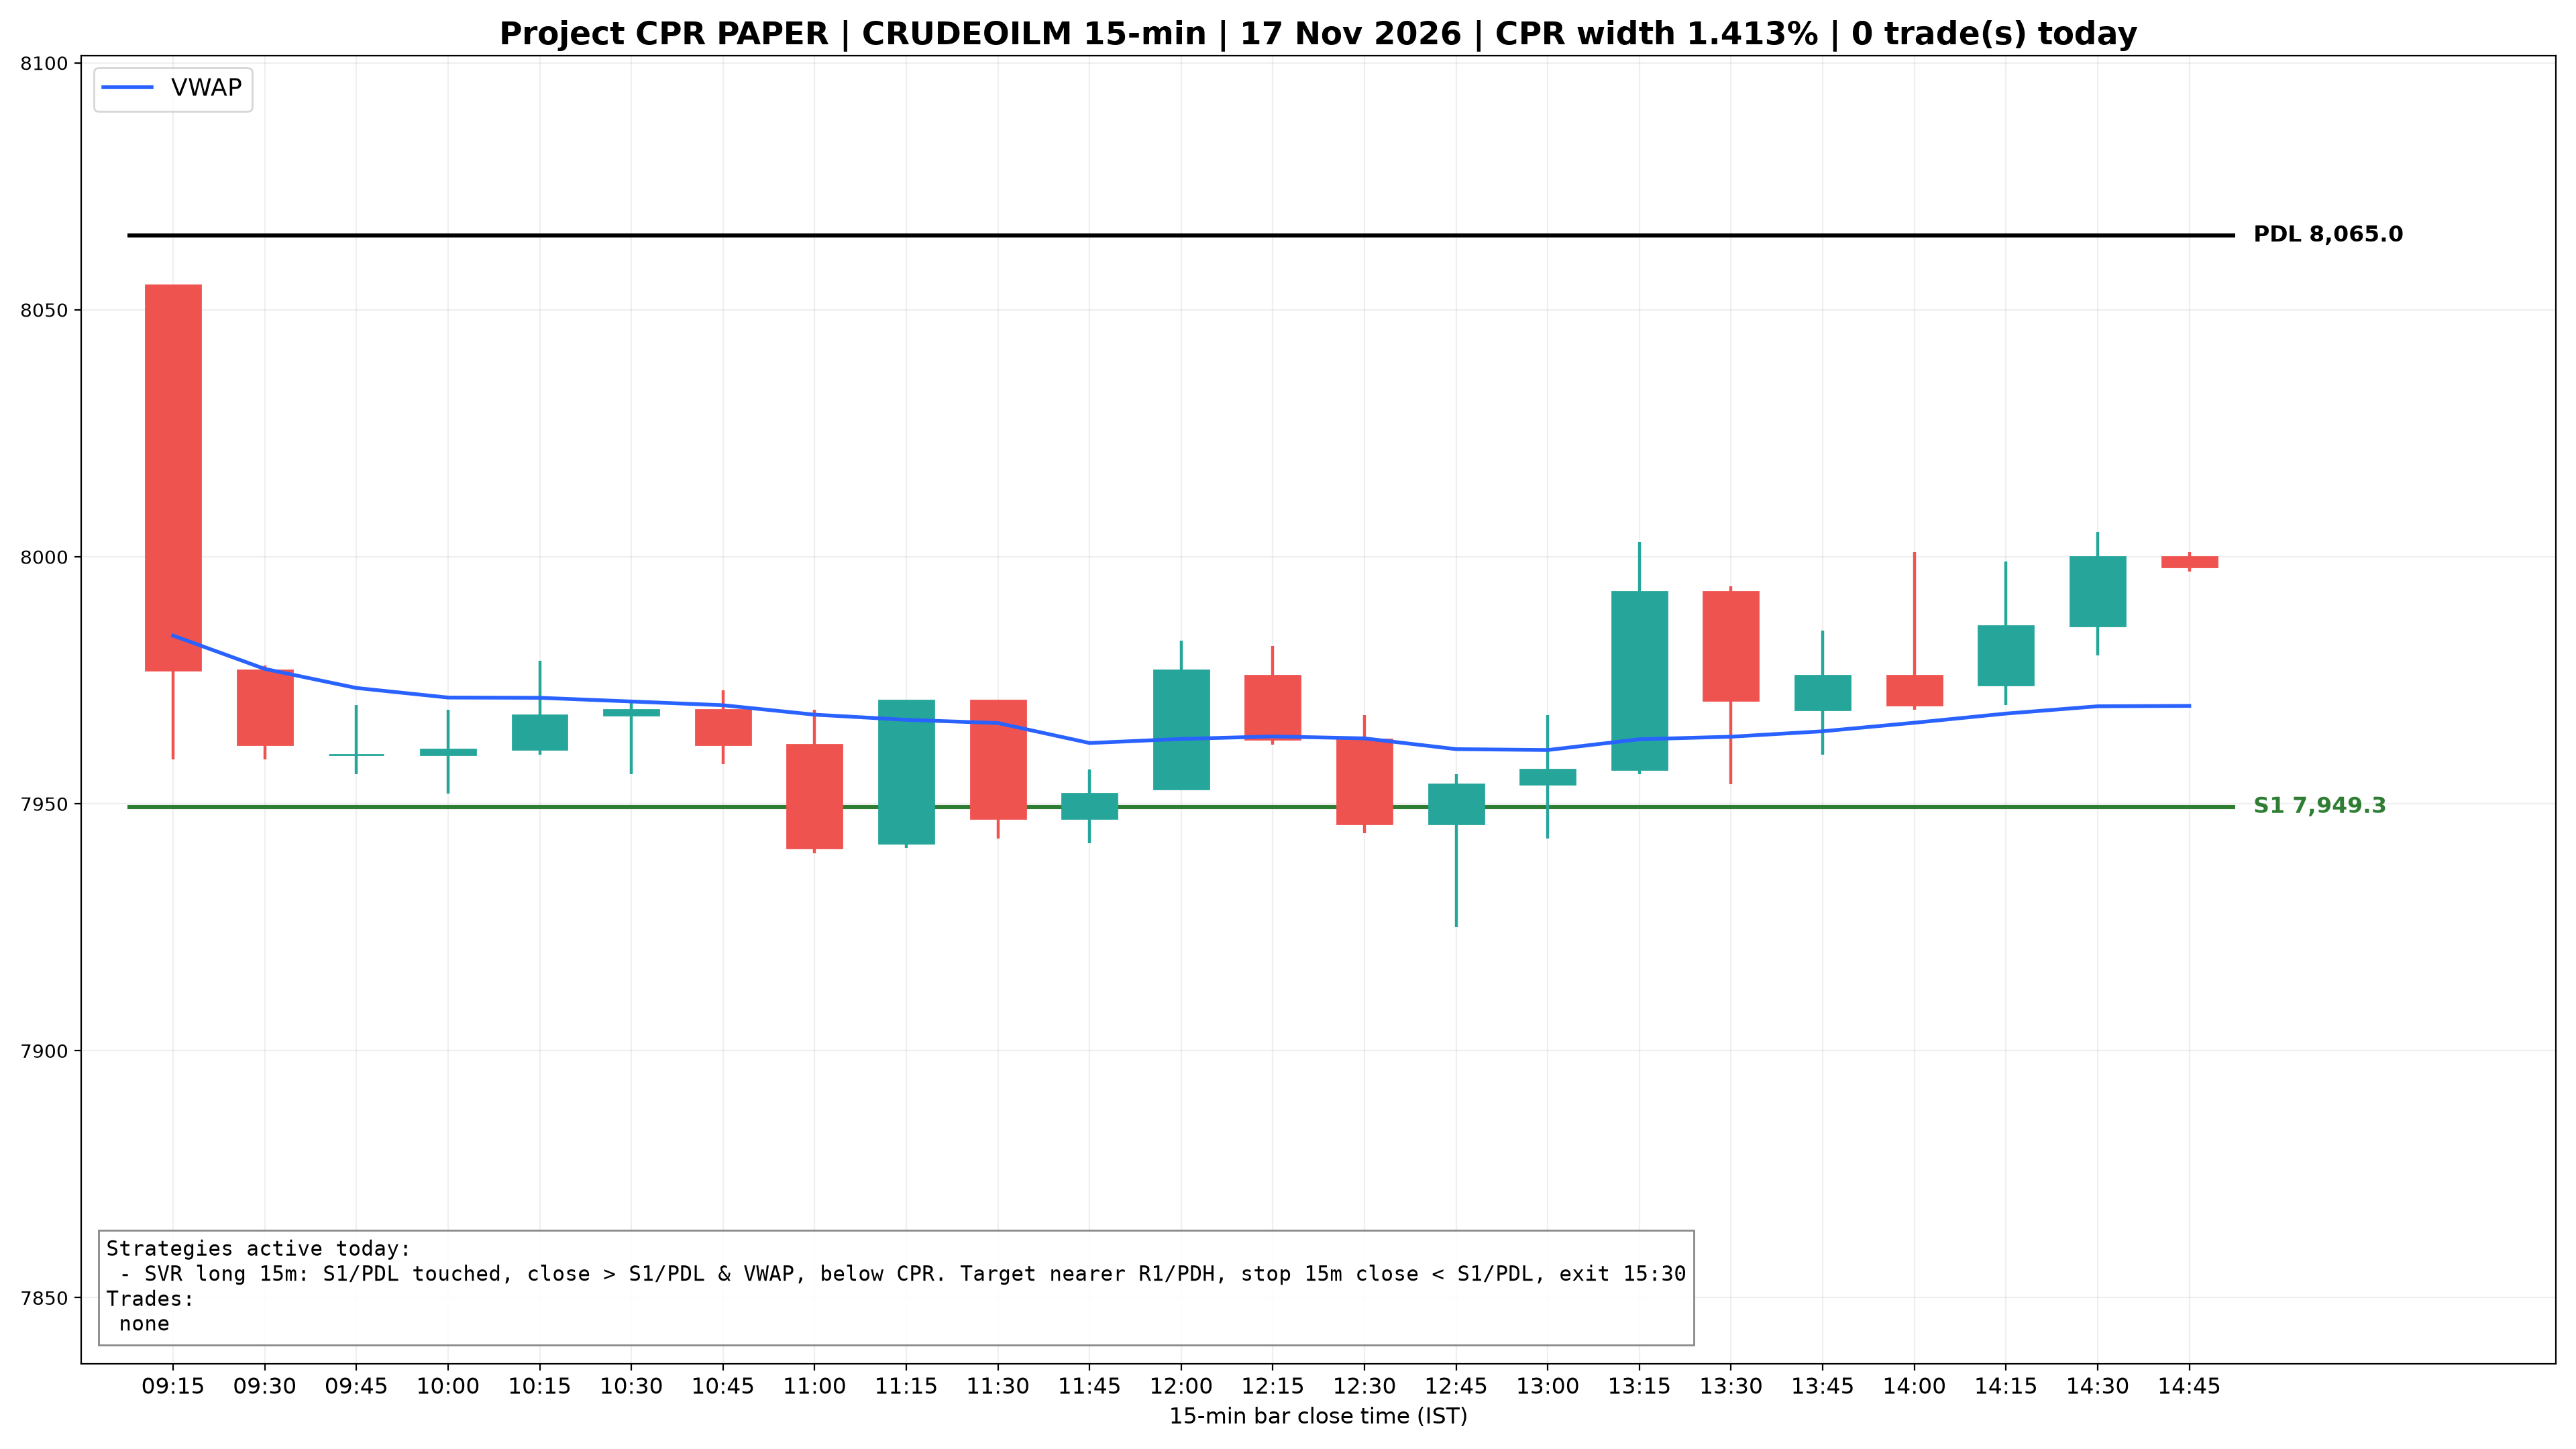 Project CPR PAPER | CRUDEOILM 15-min | 17 Nov 2026 | CPR width 1.413% | 0 trade(s) today
VWAP
8100
8050
8000
7950
7900
7850
PDL 8,065.0
S1 7,949.3
Strategies active today:
- SVR long 15m: S1/PDL touched, close > S1/PDL & VWAP, below CPR. Target nearer R1/PDH, stop 15m close < S1/PDL, exit 15:30
Trades:
none
09:15 09:30 09:45 10:00 10:15 10:30 10:45 11:00 11:15 11:30 11:45 12:00 12:15 12:30 12:45 13:00 13:15 13:30 13:45 14:00 14:15 14:30 14:45
15-min bar close time (IST)